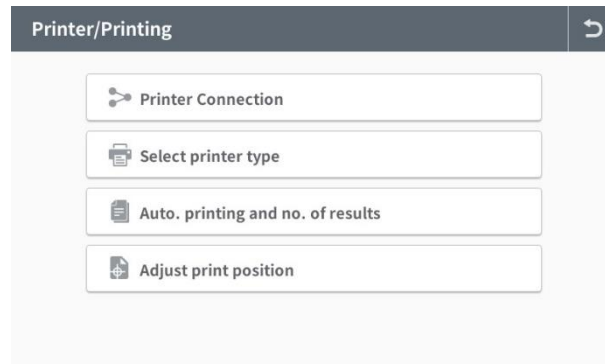 Printer/Printing
Printer Connection
Select printer type
Auto. printing and no. of results
Adjust print position